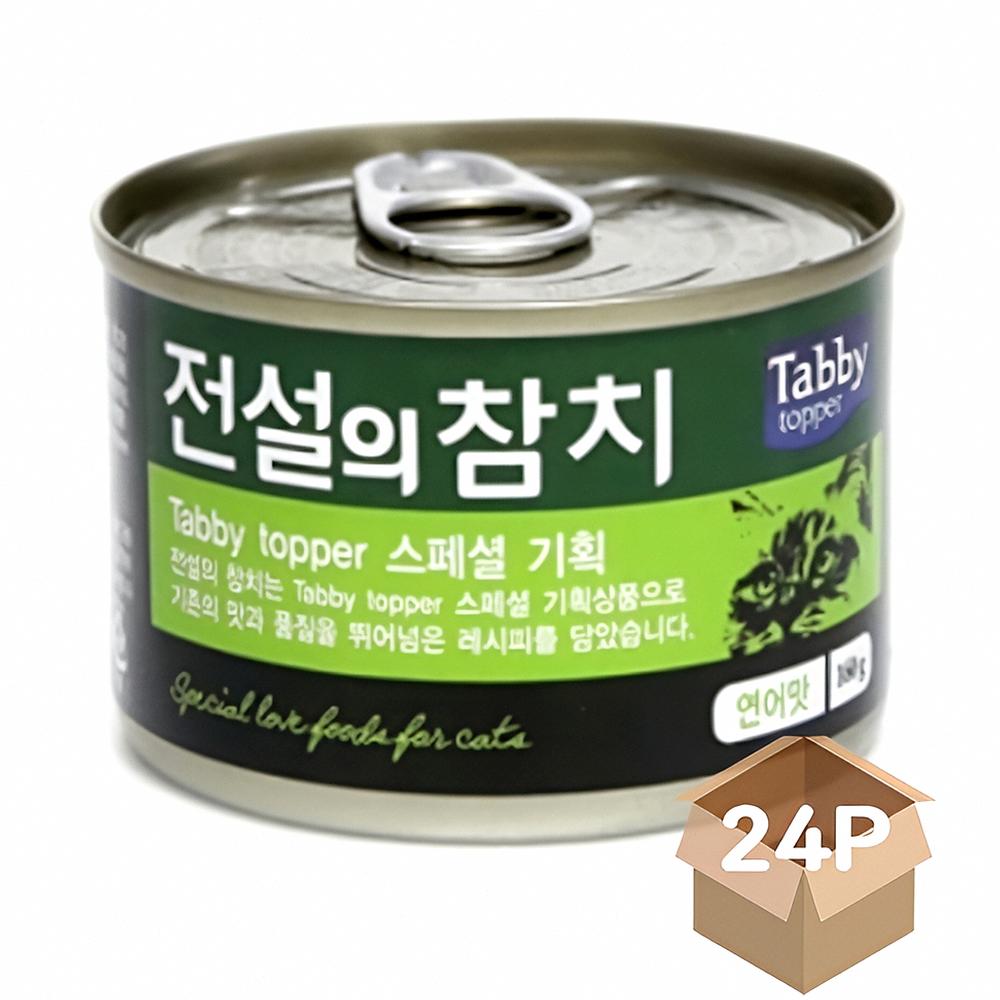 전설의참치
Tabby
topper
Tabby topper 스페셜 기획
전설의 참치는 Tabby topper 스페셜 기획상품으로
기존의 맛과 품질을 뛰어넘은 레시피를 담았습니다.
Special love foods for cats
연어맛
24P